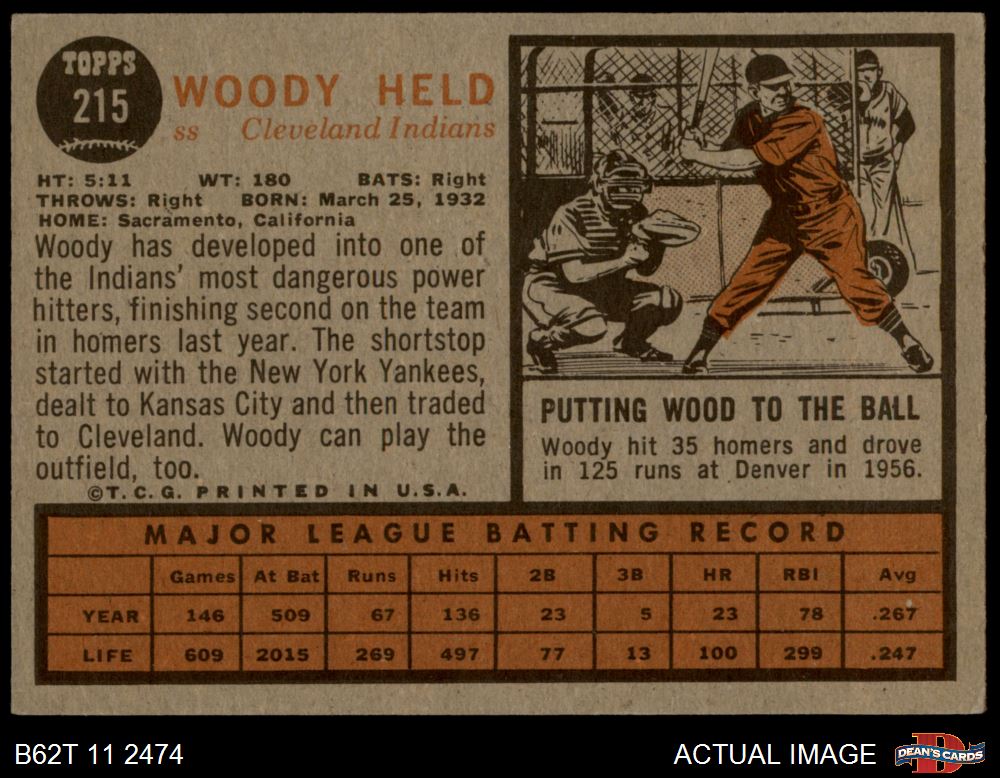 TOPPS
215
WOODY HELD
SS Cleveland Indians
HT: 5:11 WT: 180 BATS: Right
THROWS: Right BORN: March 25, 1932
HOME: Sacramento, California
Woody has developed into one of
the Indians' most dangerous power
hitters, finishing second on the team
in homers last year. The shortstop
started with the New York Yankees,
dealt to Kansas City and then traded
to Cleveland. Woody can play the
outfield, too.
©T.C.G. PRINTED IN U.S.A.
PUTTING WOOD TO THE BALL
Woody hit 35 homers and drove
in 125 runs at Denver in 1956.
MAJOR LEAGUE BATTING RECORD
Games At Bat Runs Hits 2B 3B HR RBI Avg
YEAR 146 509 67 136 23 5 23 78 .267
LIFE 609 2015 269 497 77 13 100 299 .247
B62T 11 2474
ACTUAL IMAGE
DEAN'S CARDS